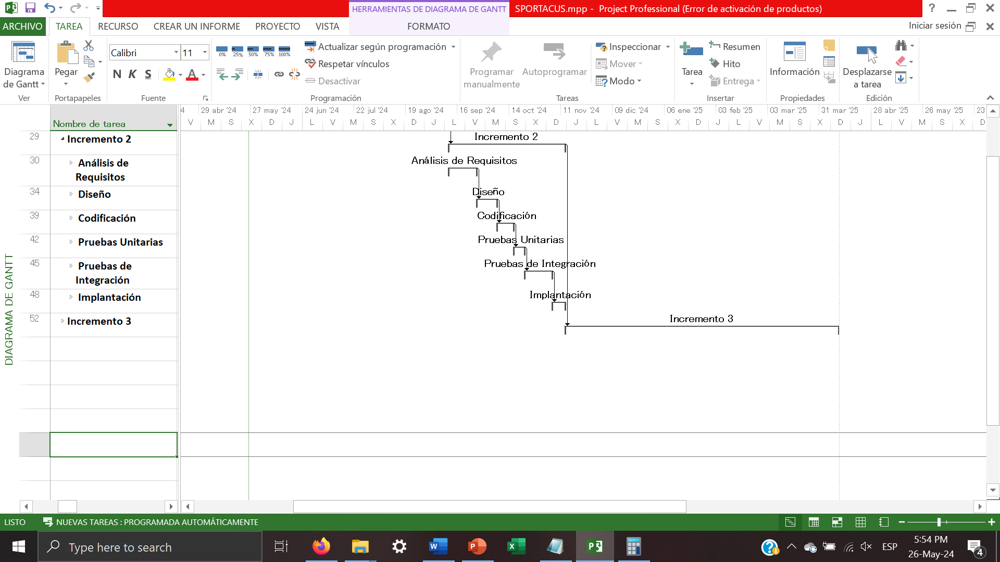 HERRAMIENTAS DE DIAGRAMA DE GANTT
SPORTACUS.mpp - Project Professional (Error de activación de productos)
ARCHIVO TAREA RECURSO CREAR UN INFORME PROYECTO VISTA FORMATO Iniciar sesión
Diagrama de Gantt
Ver
Pegar
Portapapeles
Calibri 11
N K S A
Fuente
0% 25% 50% 75% 100%
Actualizar según programación
Respetar vínculos
Desactivar
Programación
Programar manualmente
Autoprogramar
Inspeccionar
Mover
Modo
Tareas
Tarea
Resumen
Hito
Entrega
Insertar
Información
Propiedades
Desplazarse a tarea
Edición
4 29 abr '24 27 may '24 24 jun '24 22 jul '24 19 ago '24 16 sep '24 14 oct '24 11 nov '24 09 dic '24 06 ene '25 03 feb '25 03 mar '25 31 mar '25 28 abr '25 26 may '25 23
V M S X D J L V M S X D J L V M S X D J L V M S X D J L V M S X D J L V M S X D
Nombre de tarea
29 Incremento 2
30 Análisis de Requisitos
34 Diseño
39 Codificación
42 Pruebas Unitarias
45 Pruebas de Integración
48 Implantación
52 Incremento 3
Incremento 2
Análisis de Requisitos
Diseño
Codificación
Pruebas Unitarias
Pruebas de Integración
Implantación
Incremento 3
DIAGRAMA DE GANTT
LISTO NUEVAS TAREAS : PROGRAMADA AUTOMÁTICAMENTE
Type here to search
ESP
5:54 PM
26-May-24
4